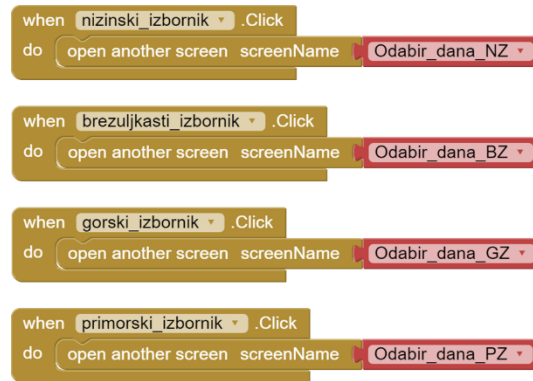 when nizinski_izbornik .Click
do open another screen screenName Odabir_dana_NZ
when brezuljkasti_izbornik .Click
do open another screen screenName Odabir_dana_BZ
when gorski_izbornik .Click
do open another screen screenName Odabir_dana_GZ
when primorski_izbornik .Click
do open another screen screenName Odabir_dana_PZ